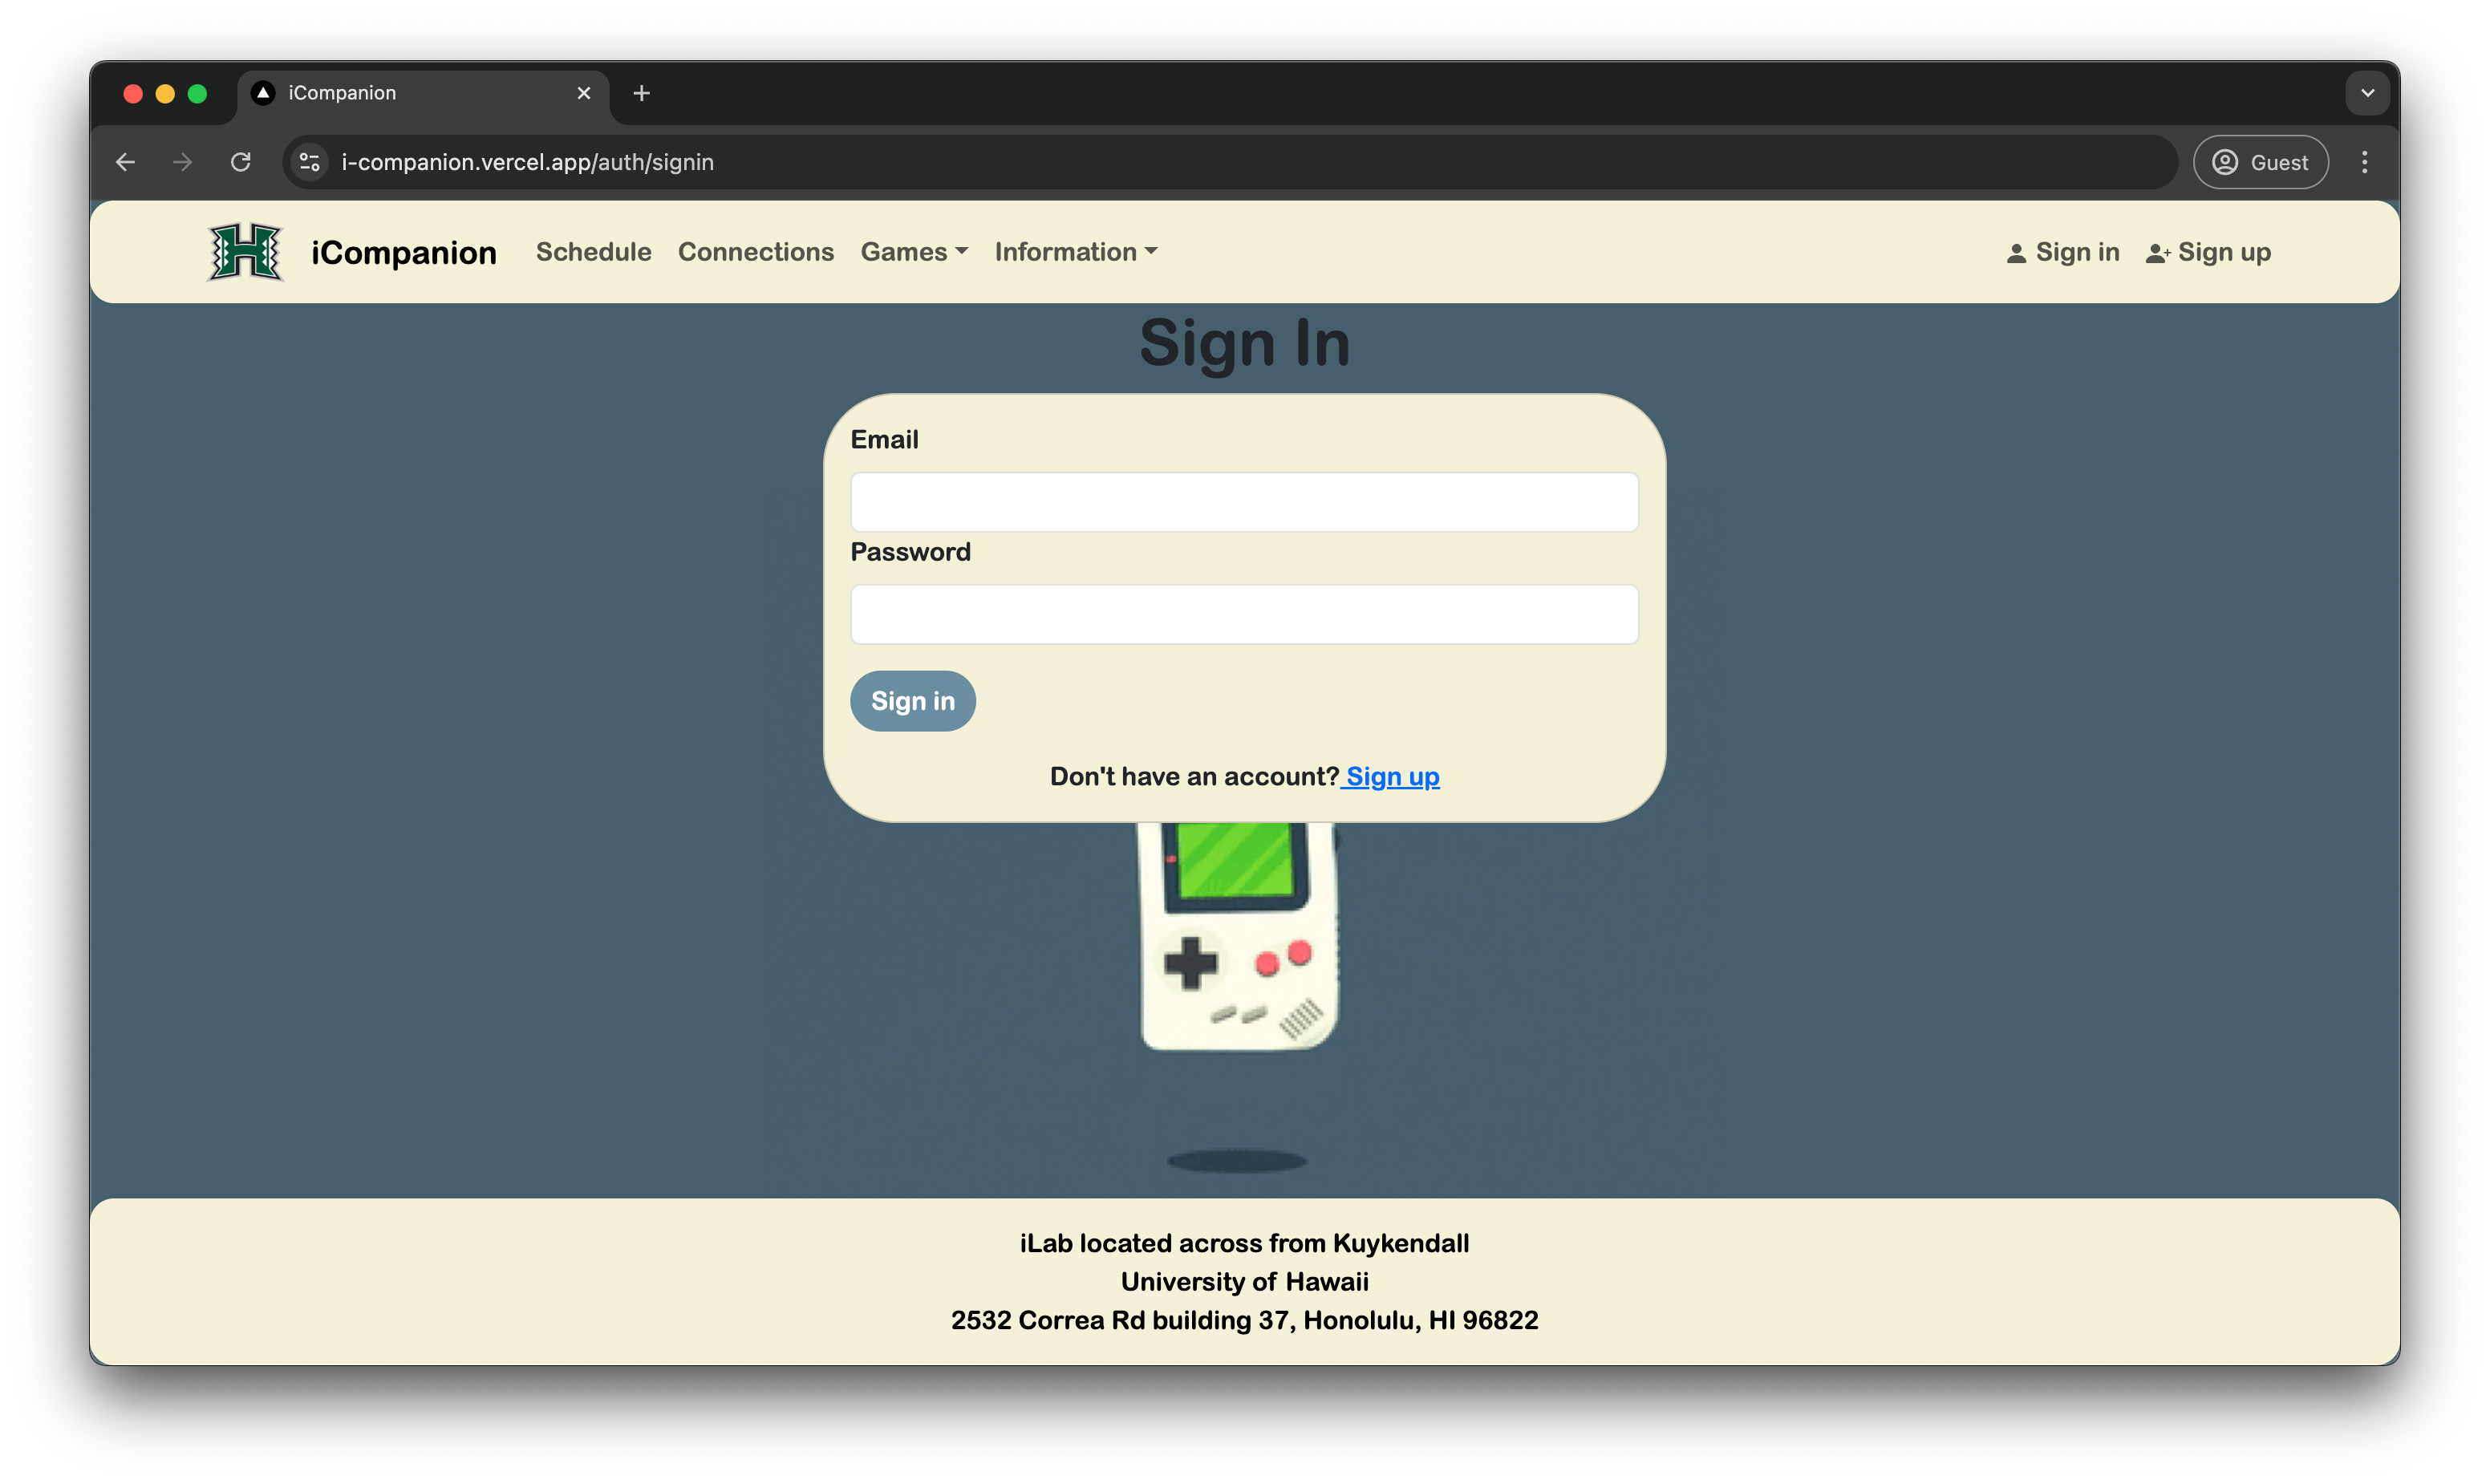 iCompanion
i-companion.vercel.app/auth/signin
Guest
H
iCompanion Schedule Connections Games Information Sign in Sign up
Sign In
Email
Password
Sign in
Don't have an account? Sign up
iLab located across from Kuykendall
University of Hawaii
2532 Correa Rd building 37, Honolulu, HI 96822